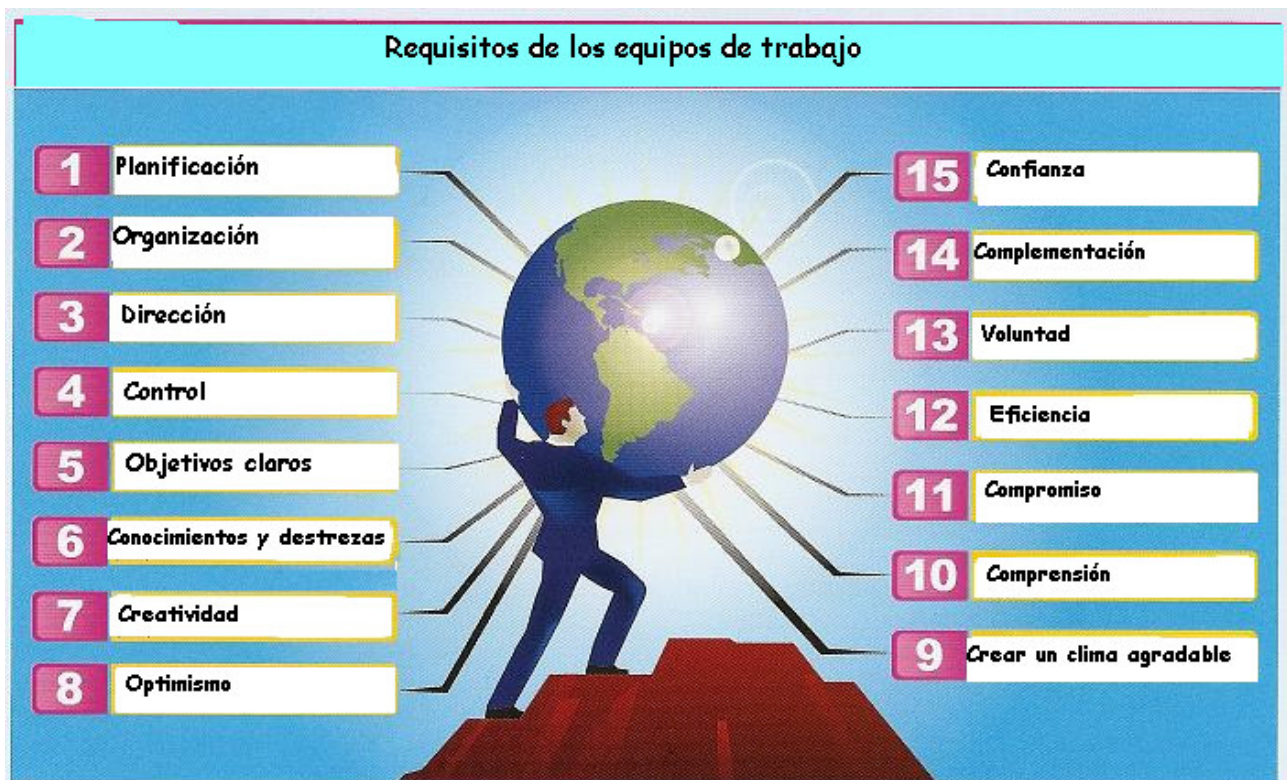 Requisitos de los equipos de trabajo
1 Planificación
2 Organización
3 Dirección
4 Control
5 Objetivos claros
6 Conocimientos y destrezas
7 Creatividad
8 Optimismo
15 Confianza
14 Complementación
13 Voluntad
12 Eficiencia
11 Compromiso
10 Comprensión
9 Crear un clima agradable